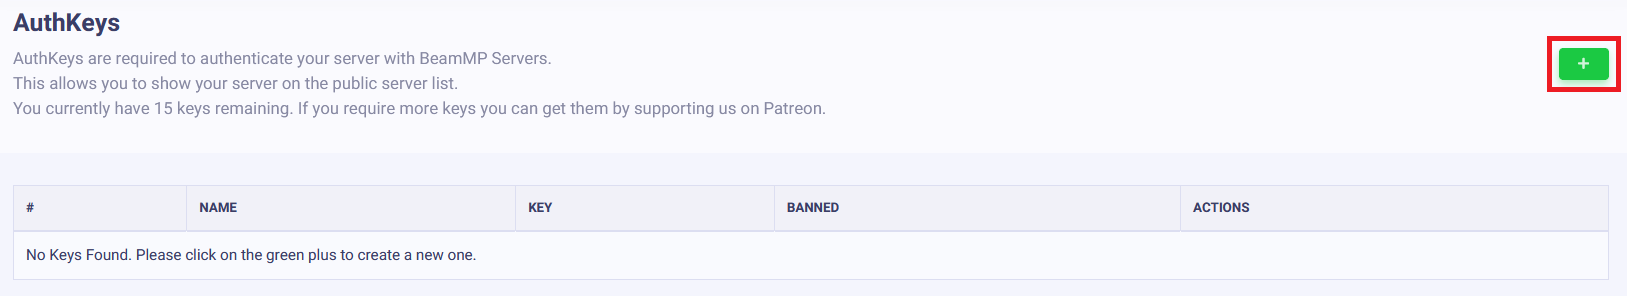 AuthKeys
AuthKeys are required to authenticate your server with BeamMP Servers.
This allows you to show your server on the public server list.
You currently have 15 keys remaining. If you require more keys you can get them by supporting us on Patreon.
+
# NAME KEY BANNED ACTIONS
No Keys Found. Please click on the green plus to create a new one.